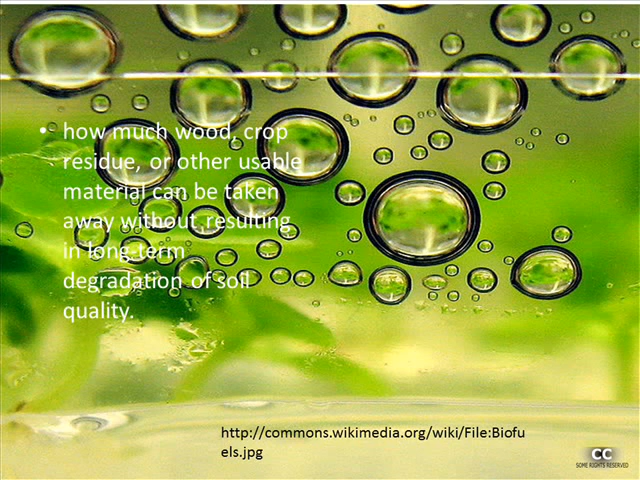 • how much wood, crop
residue, or other usable
material can be taken
away without resulting
in long-term
degradation of soil
quality.
http://commons.wikimedia.org/wiki/File:Biofu
els.jpg
CC
SOME RIGHTS RESERVED